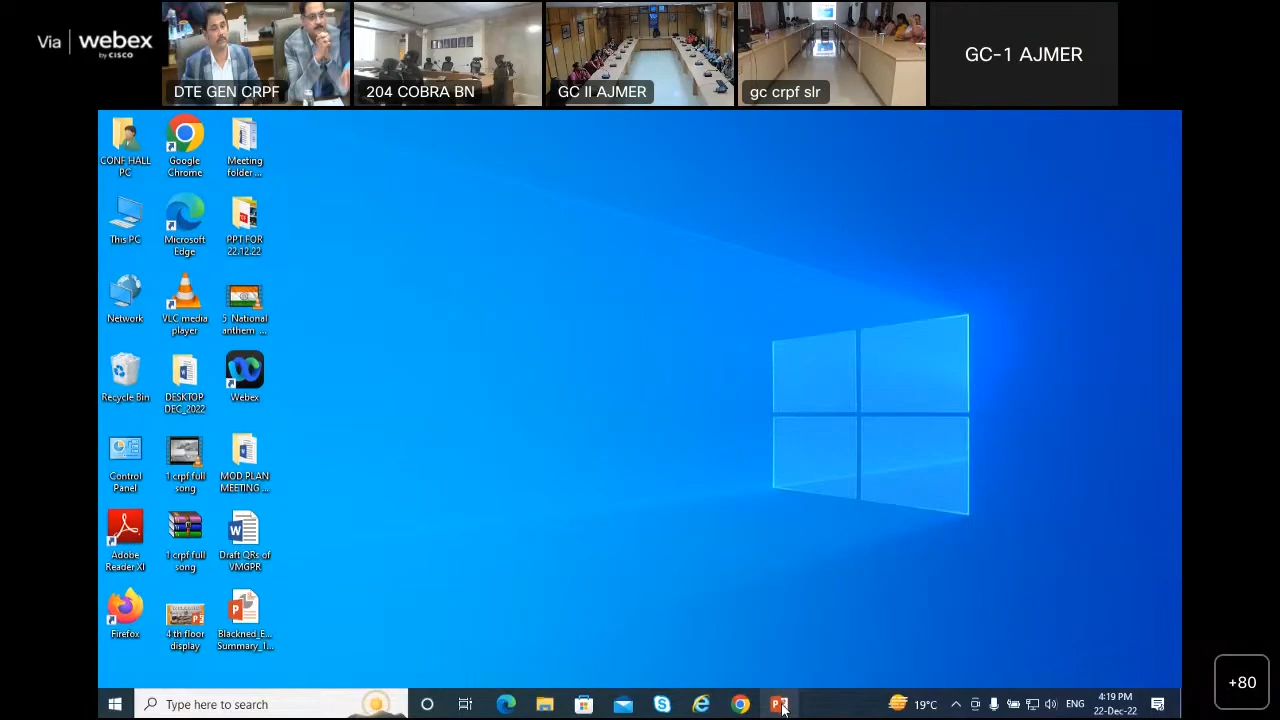 Via webex
by CISCO
DTE GEN CRPF
204 COBRA BN
GC II AJMER
gc crpf slr
GC-1 AJMER
CONF HALL
PC
Google
Chrome
Meeting
folder ...
This PC
Microsoft
Edge
PPT FOR
22.12.22
Network
VLC media
player
5_National
anthem_...
Recycle Bin
DESKTOP
DEC_2022
Webex
Control
Panel
1 crpf full
song
MOD PLAN
MEETING ...
Adobe
Reader XI
1 crpf full
song
Draft QRs of
VMGPR
Firefox
4 th floor
display
Blackned_E...
Summary_1...
+80
Type here to search
19°C
ENG
4:19 PM
22-Dec-22